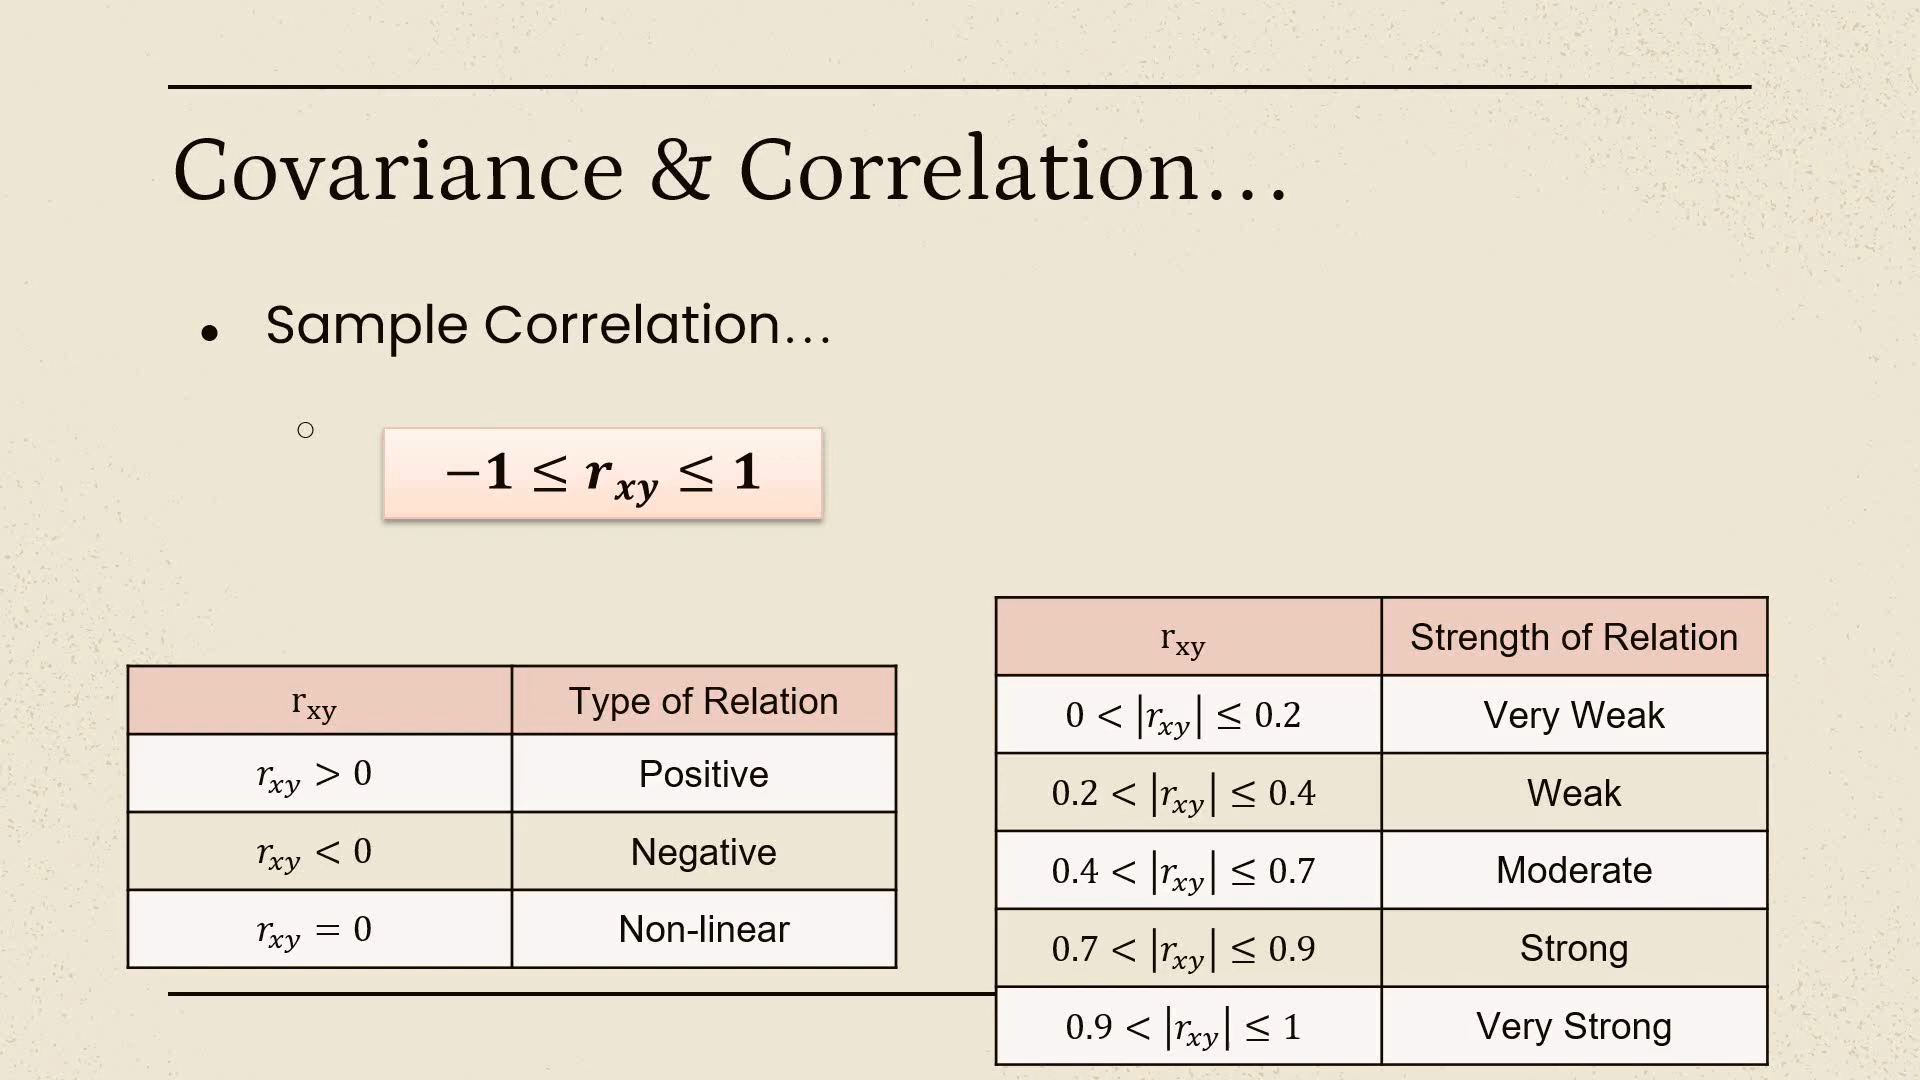 Covariance & Correlation…
● Sample Correlation…
○
−1 ≤ r_xy ≤ 1
r_xy Type of Relation
r_xy > 0 Positive
r_xy < 0 Negative
r_xy = 0 Non-linear
r_xy Strength of Relation
0 < |r_xy| ≤ 0.2 Very Weak
0.2 < |r_xy| ≤ 0.4 Weak
0.4 < |r_xy| ≤ 0.7 Moderate
0.7 < |r_xy| ≤ 0.9 Strong
0.9 < |r_xy| ≤ 1 Very Strong